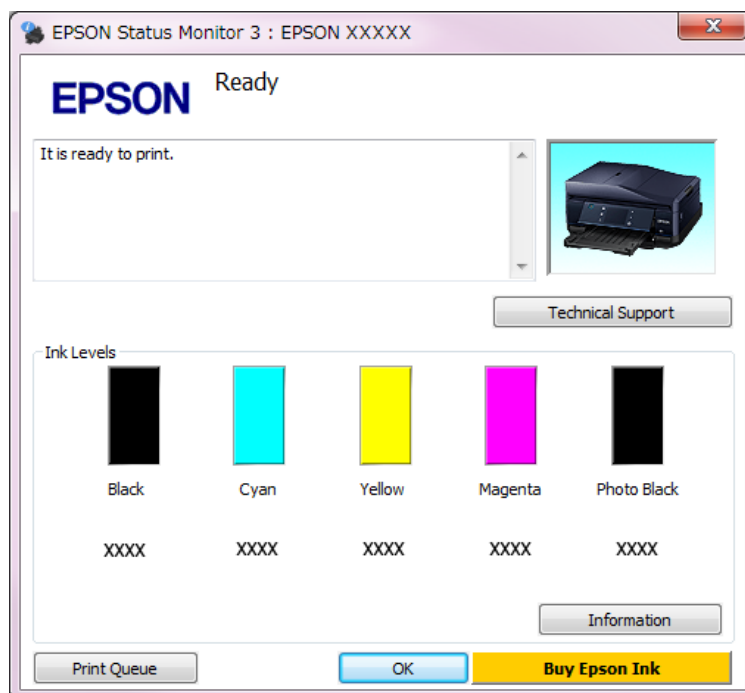 EPSON Status Monitor 3 : EPSON XXXXX
EPSON
Ready
It is ready to print.
Technical Support
Ink Levels
Black Cyan Yellow Magenta Photo Black
XXXX XXXX XXXX XXXX XXXX
Information
Print Queue OK Buy Epson Ink